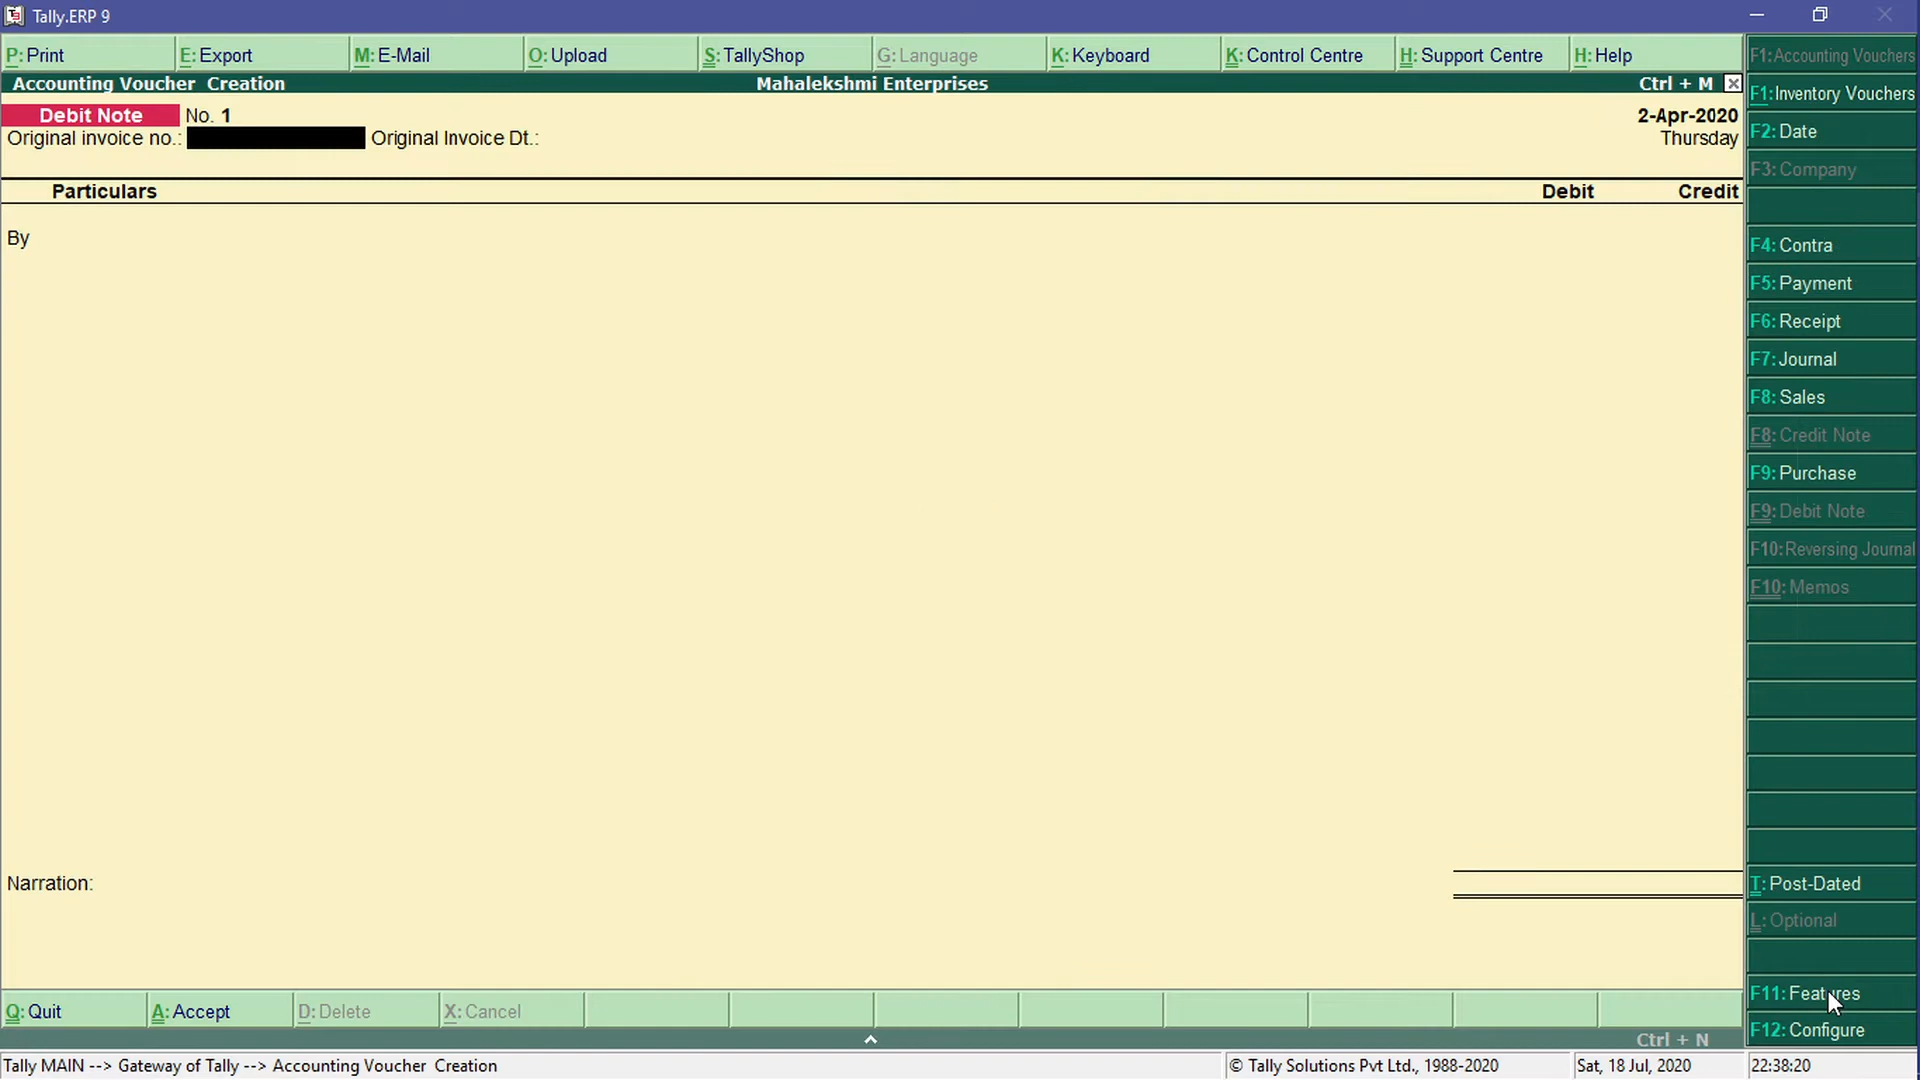 Tally.ERP 9
P: Print E: Export M: E-Mail O: Upload S: TallyShop G: Language K: Keyboard K: Control Centre H: Support Centre H: Help
Accounting Voucher Creation Mahalekshmi Enterprises Ctrl + M
Debit Note No. 1 2-Apr-2020
Original invoice no.: Original Invoice Dt.: Thursday
Particulars Debit Credit
By
Narration:
F1: Accounting Vouchers
F1: Inventory Vouchers
F2: Date
F3: Company
F4: Contra
F5: Payment
F6: Receipt
F7: Journal
F8: Sales
F8: Credit Note
F9: Purchase
F9: Debit Note
F10: Reversing Journal
F10: Memos
T: Post-Dated
L: Optional
F11: Features
F12: Configure
Q: Quit A: Accept D: Delete X: Cancel
Ctrl + N
Tally MAIN --> Gateway of Tally --> Accounting Voucher Creation © Tally Solutions Pvt Ltd., 1988-2020 Sat, 18 Jul, 2020 22:38:20